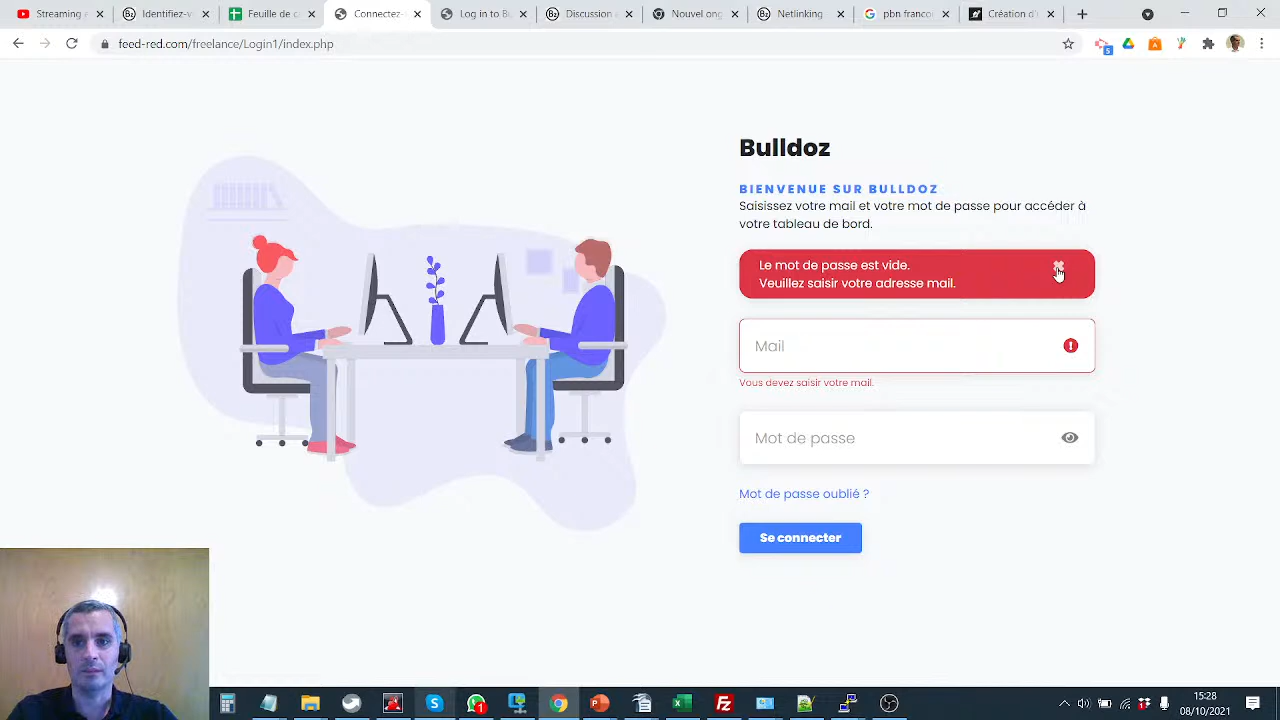 Streaming
Identifiez-v
Feuille de c
Connectez-
Log in to B
Discussion
Nouvel ong
Netlinking
pbn franc
Création d
feed-red.com/freelance/Login1/index.php
5
Bulldoz
BIENVENUE SUR BULLDOZ
Saisissez votre mail et votre mot de passe pour accéder à
votre tableau de bord.
Le mot de passe est vide.
Veuillez saisir votre adresse mail.
Mail
Vous devez saisir votre mail.
Mot de passe
Mot de passe oublié ?
Se connecter
15:28
08/10/2021